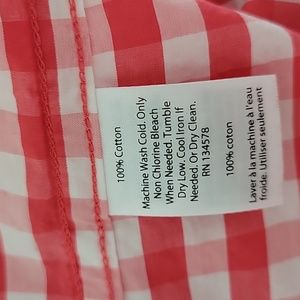 100% Cotton
Machine Wash Cold. Only
Non Chlorine Bleach
When Needed. Tumble
Dry Low. Cool Iron If
Needed. Or Dry Clean.
RN 134578
100% coton
Laver à la machine à l'eau
froide. Utiliser seulement